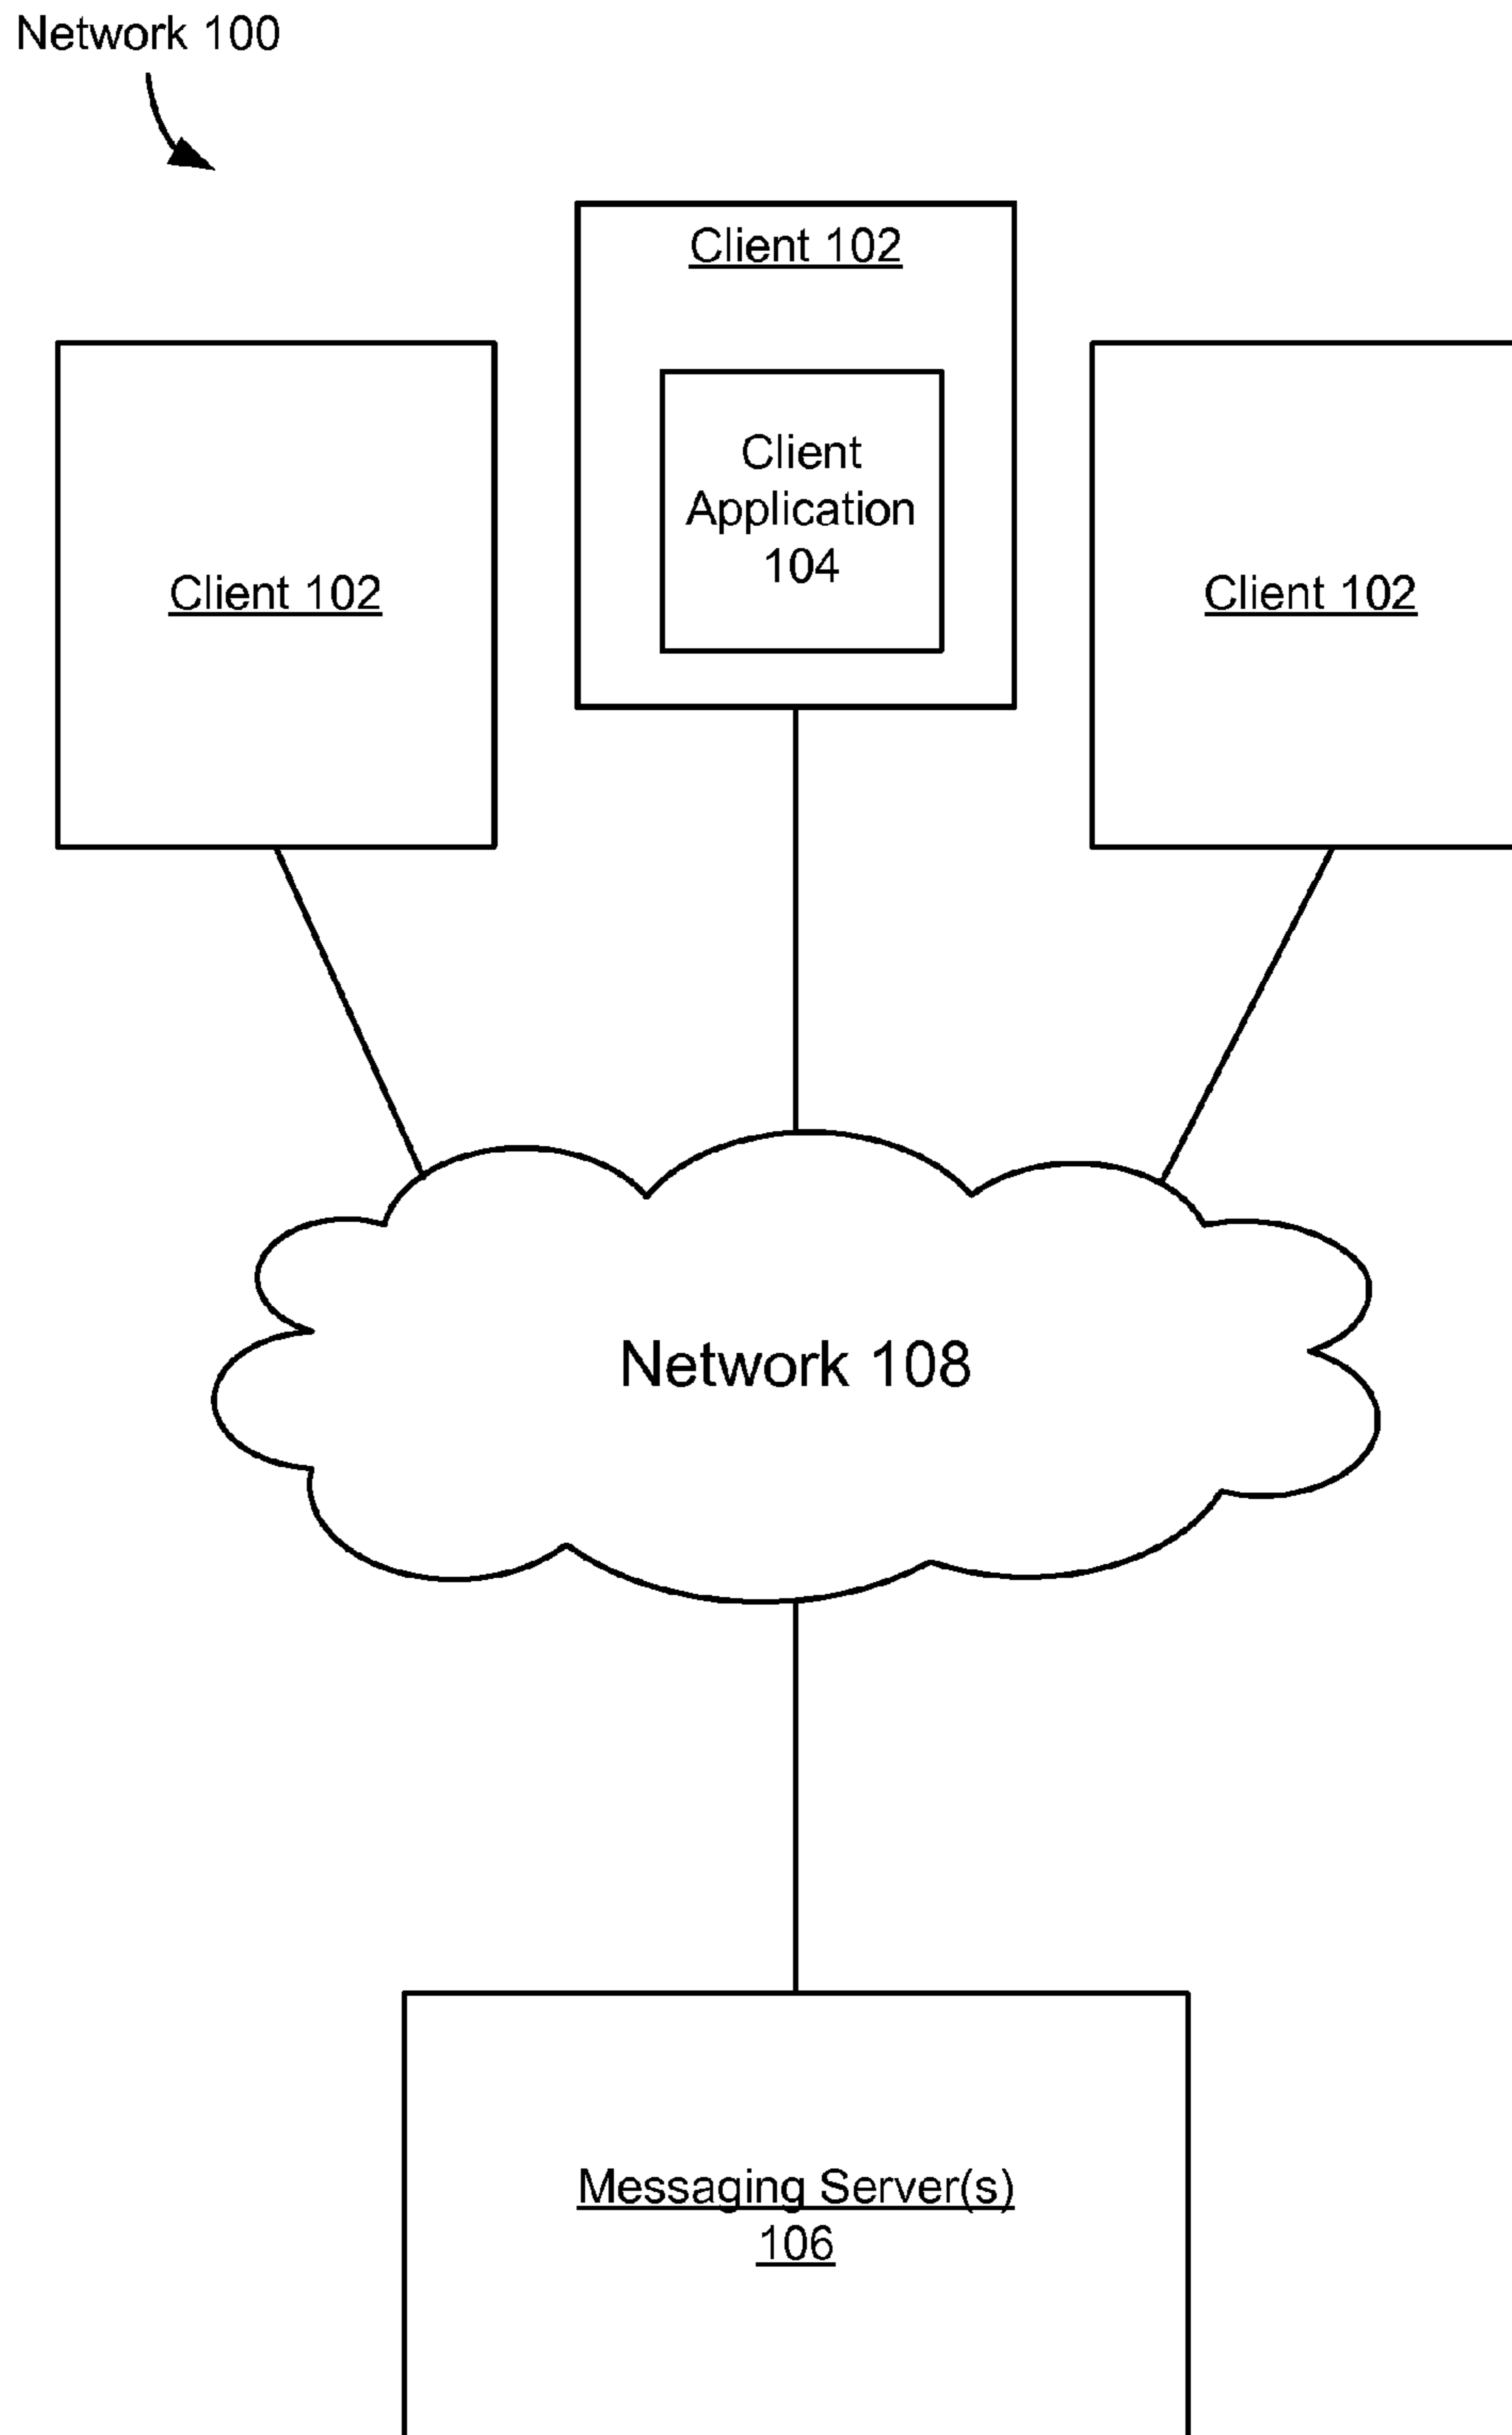 Network 100
Client 102
Client 102
Client
Application
104
Client 102
Network 108
Messaging Server(s)
106